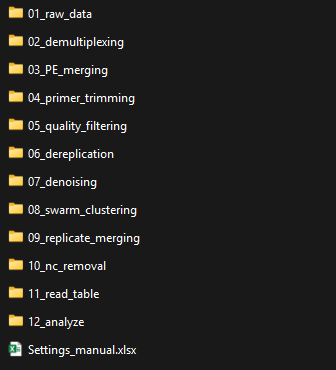 01_raw_data
02_demultiplexing
03_PE_merging
04_primer_trimming
05_quality_filtering
06_dereplication
07_denoising
08_swarm_clustering
09_replicate_merging
10_nc_removal
11_read_table
12_analyze
Settings_manual.xlsx